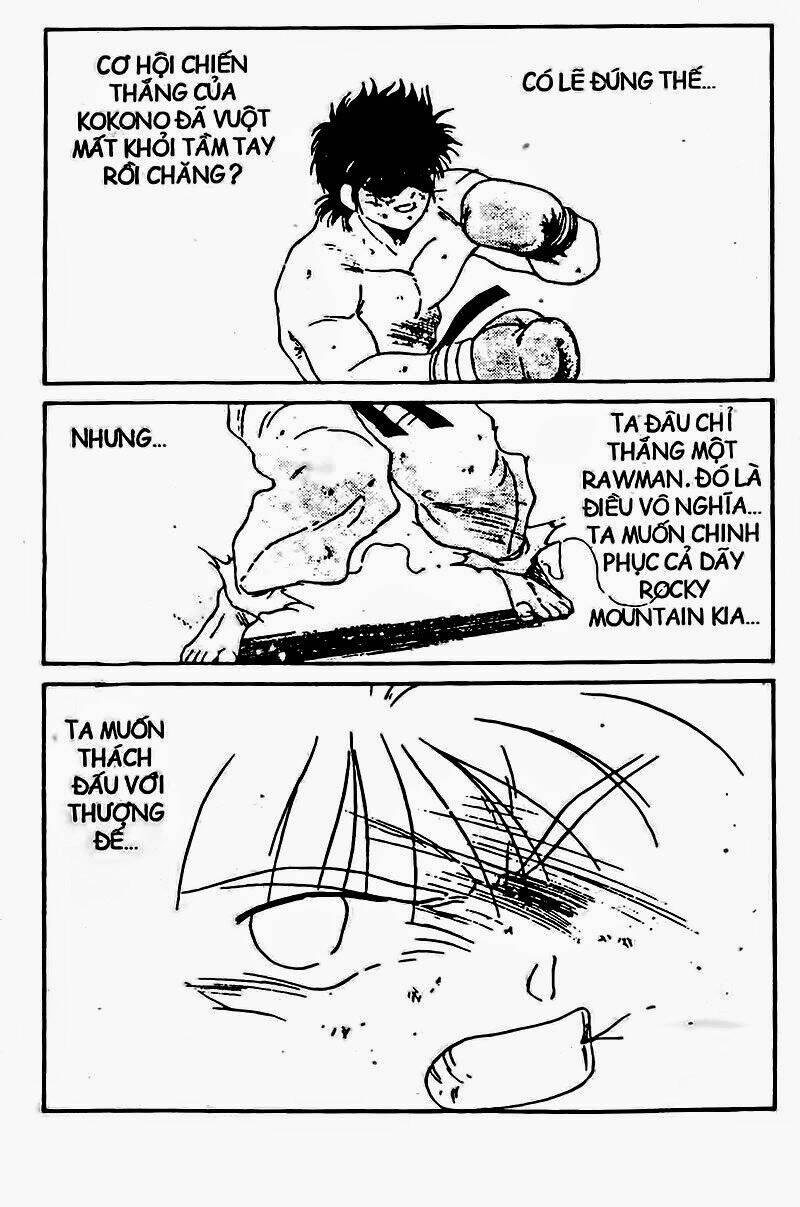 CƠ HỘI CHIẾN
THẮNG CỦA
KOKONO ĐÃ VUỘT
MẤT KHỎI TẦM TAY
RỒI CHĂNG?
CÓ LẼ ĐÚNG THẾ...
NHƯNG...
TA ĐÂU CHỈ
THẮNG MỘT
RAWMAN. ĐÓ LÀ
ĐIỀU VÔ NGHĨA...
TA MUỐN CHINH
PHỤC CẢ DÃY
ROCKY
MOUNTAIN KIA...
TA MUỐN
THÁCH
ĐẤU VỚI
THƯỢNG
ĐẾ...